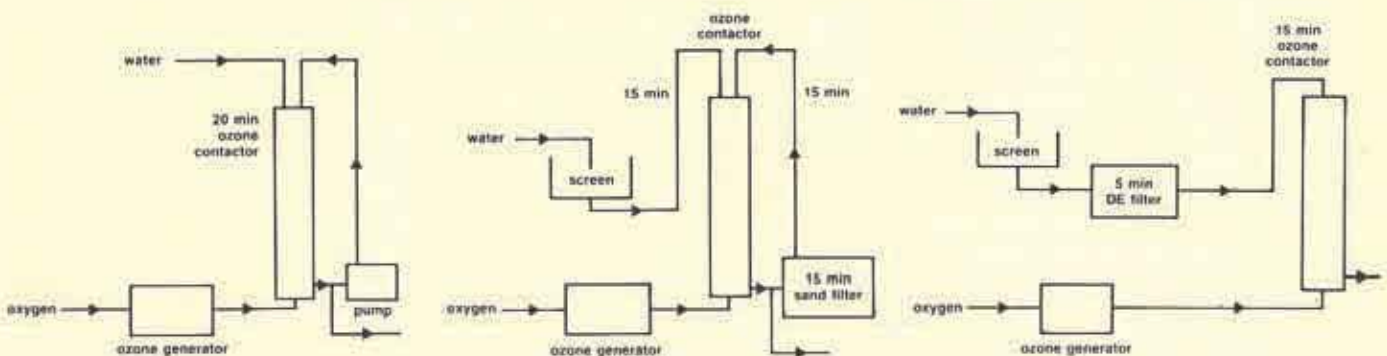 water
20 min
ozone
contactor
oxygen
pump
ozone generator
ozone
contactor
15 min
15 min
water
screen
15 min
sand filter
oxygen
ozone generator
15 min
ozone
contactor
water
screen
5 min
DE filter
oxygen
ozone generator